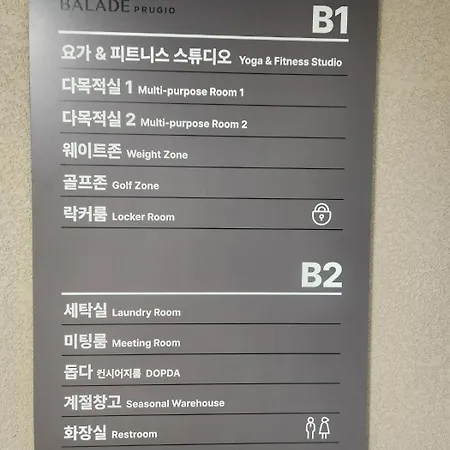 BALADE PRUGIO
B1
요가 & 피트니스 스튜디오 Yoga & Fitness Studio
다목적실 1 Multi-purpose Room 1
다목적실 2 Multi-purpose Room 2
웨이트존 Weight Zone
골프존 Golf Zone
락커룸 Locker Room
B2
세탁실 Laundry Room
미팅룸 Meeting Room
돕다 컨시어지룸 DOPDA
계절창고 Seasonal Warehouse
화장실 Restroom